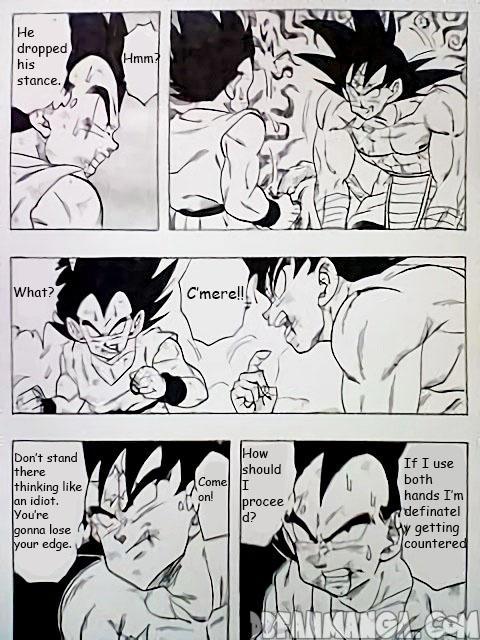 He
dropped
his
stance.
Hmm?
What?
C'mere!!
Don't stand
there
thinking like
an idiot.
You're
gonna lose
your edge.
Come
on!
How
should
I
procee
d?
If I use
both
hands I'm
definatel
y getting
countered
DBMMANGA.COM